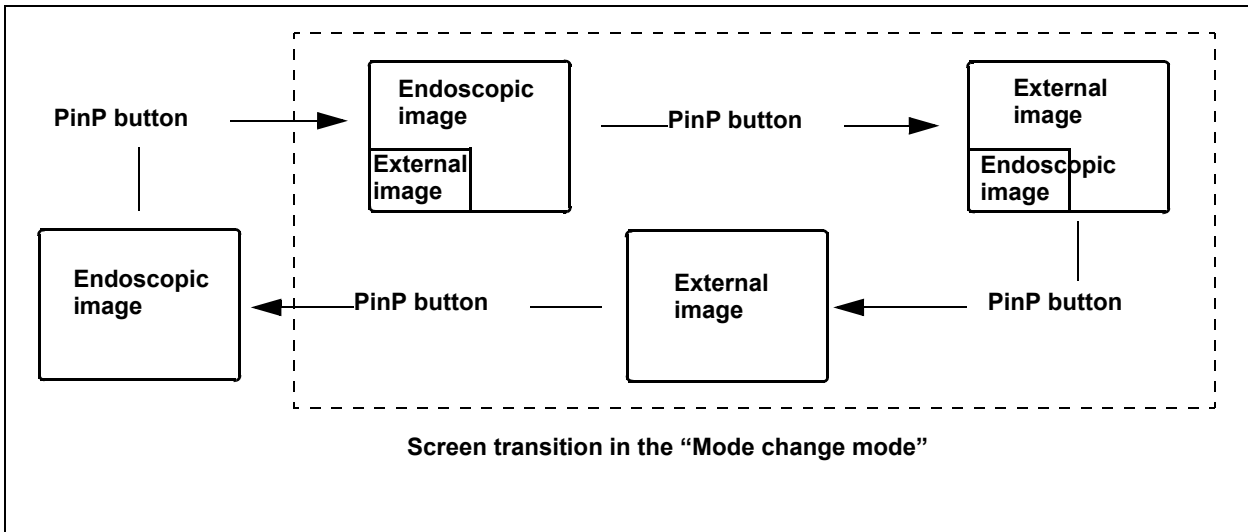 PinP button
Endoscopic
image
External
image
PinP button
External
image
Endoscopic
image
Endoscopic
image
PinP button
External
image
PinP button
Screen transition in the “Mode change mode”